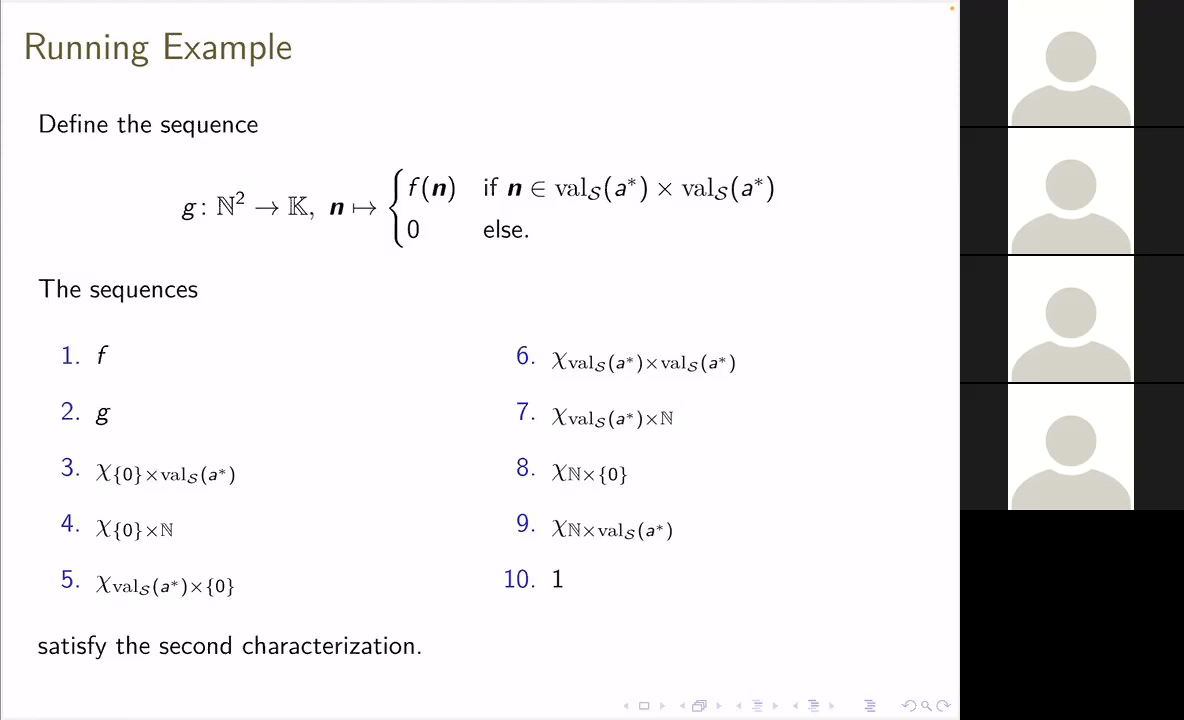 Running Example
Define the sequence
g: ℕ² → 𝕂, n ↦ { f(n) if n ∈ val_S(a*) × val_S(a*)
0 else.
The sequences
1. f
2. g
3. χ_{0}×val_S(a*)
4. χ_{0}×ℕ
5. χ_val_S(a*)×{0}
6. χ_val_S(a*)×val_S(a*)
7. χ_val_S(a*)×ℕ
8. χ_ℕ×{0}
9. χ_ℕ×val_S(a*)
10. 1
satisfy the second characterization.